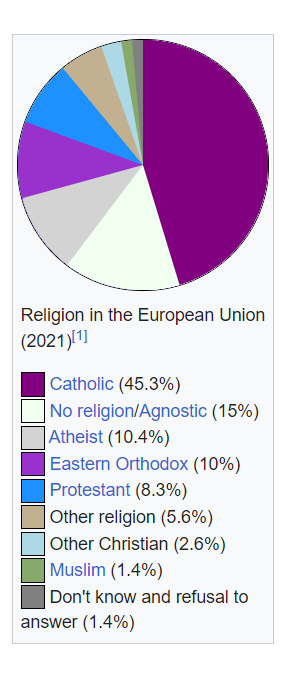 Religion in the European Union
(2021)[1]
Catholic (45.3%)
No religion/Agnostic (15%)
Atheist (10.4%)
Eastern Orthodox (10%)
Protestant (8.3%)
Other religion (5.6%)
Other Christian (2.6%)
Muslim (1.4%)
Don't know and refusal to
answer (1.4%)